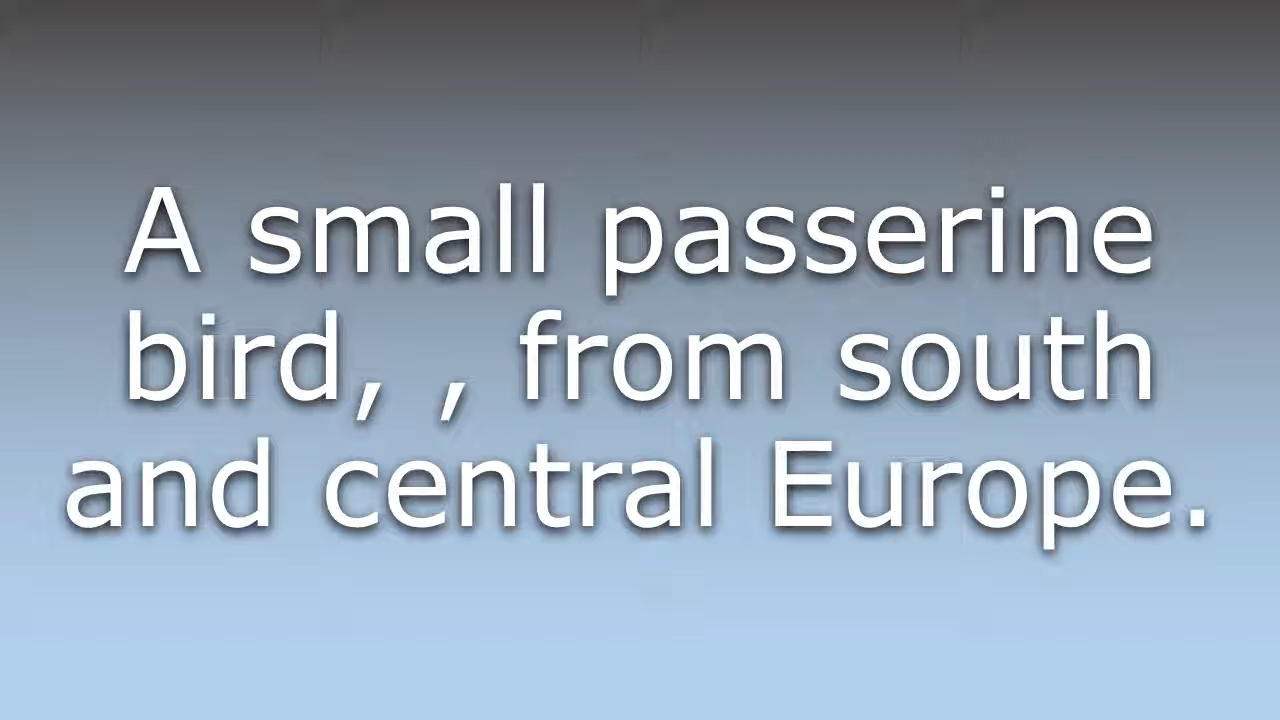 A small passerine
bird, , from south
and central Europe.